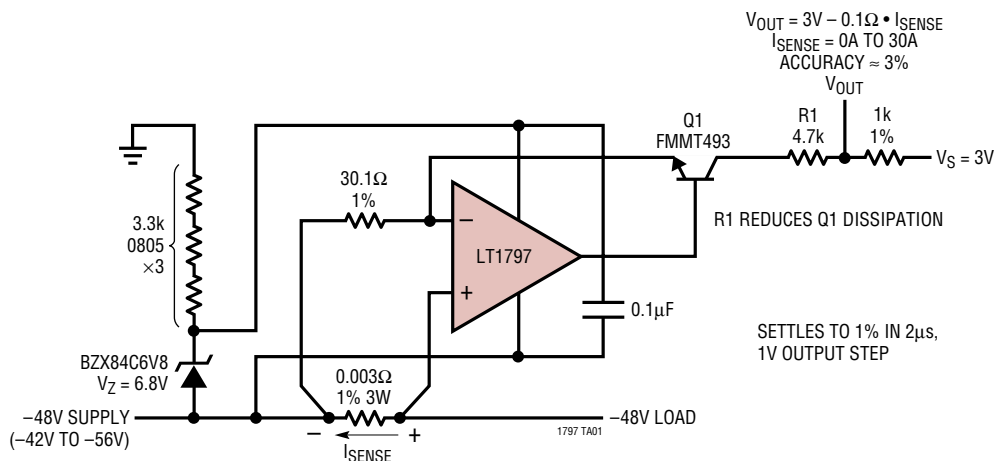 V_OUT = 3V – 0.1Ω • I_SENSE
I_SENSE = 0A TO 30A
ACCURACY ≈ 3%
V_OUT
Q1
FMMT493
R1
4.7k
1k
1%
V_S = 3V
30.1Ω
1%
R1 REDUCES Q1 DISSIPATION
3.3k
0805
×3
–
LT1797
+
0.1µF
SETTLES TO 1% IN 2µs,
1V OUTPUT STEP
BZX84C6V8
V_Z = 6.8V
0.003Ω
1% 3W
–48V SUPPLY
(–42V TO –56V)
–48V LOAD
– +
I_SENSE
1797 TA01